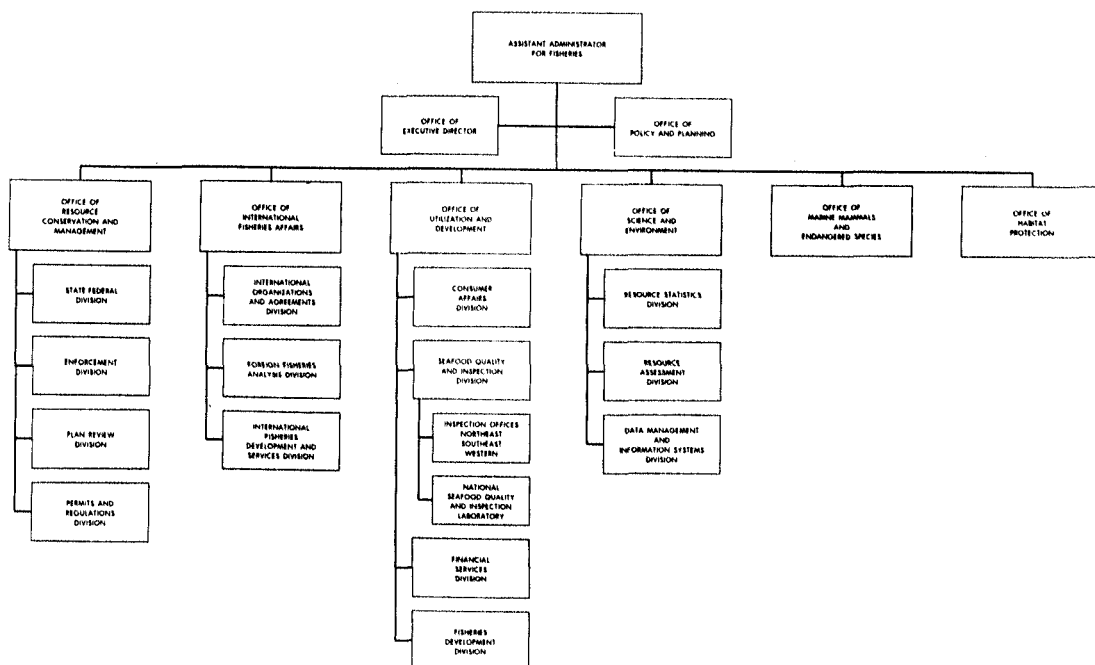 ASSISTANT ADMINISTRATOR
FOR FISHERIES
OFFICE OF
EXECUTIVE DIRECTOR
OFFICE OF
POLICY AND PLANNING
OFFICE OF
RESOURCE
CONSERVATION AND
MANAGEMENT
OFFICE OF
INTERNATIONAL
FISHERIES AFFAIRS
OFFICE OF
UTILIZATION AND
DEVELOPMENT
OFFICE OF
SCIENCE AND
ENVIRONMENT
OFFICE OF
MARINE MAMMALS
AND
ENDANGERED SPECIES
OFFICE OF
HABITAT
PROTECTION
STATE FEDERAL
DIVISION
ENFORCEMENT
DIVISION
PLAN REVIEW
DIVISION
PERMITS AND
REGULATIONS
DIVISION
INTERNATIONAL
ORGANIZATIONS
AND AGREEMENTS
DIVISION
FOREIGN FISHERIES
ANALYSIS DIVISION
INTERNATIONAL
FISHERIES
DEVELOPMENT AND
SERVICES DIVISION
CONSUMER
AFFAIRS
DIVISION
SEAFOOD QUALITY
AND INSPECTION
DIVISION
INSPECTION OFFICES
NORTHEAST
SOUTHEAST
WESTERN
NATIONAL
SEAFOOD QUALITY
AND INSPECTION
LABORATORY
FINANCIAL
SERVICES
DIVISION
FISHERIES
DEVELOPMENT
DIVISION
RESOURCE STATISTICS
DIVISION
RESOURCE
ASSESSMENT
DIVISION
DATA MANAGEMENT
AND
INFORMATION SYSTEMS
DIVISION